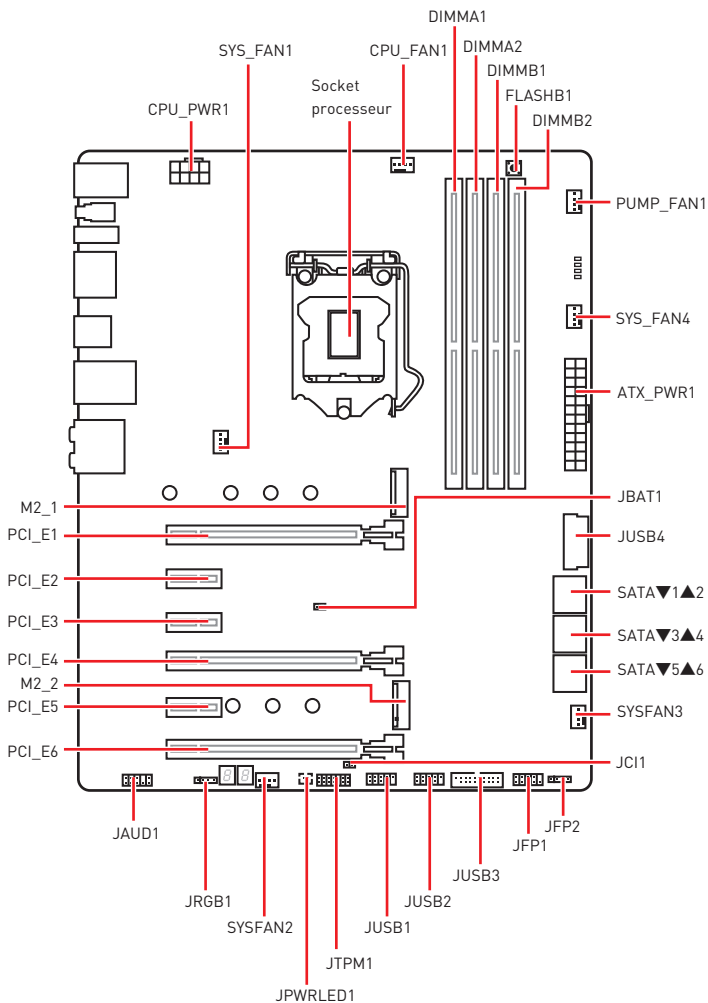 DIMMA1
SYS_FAN1
CPU_FAN1
DIMMA2
DIMMB1
Socket
processeur
FLASHB1
CPU_PWR1
DIMMB2
PUMP_FAN1
SYS_FAN4
ATX_PWR1
JBAT1
M2_1
PCI_E1
JUSB4
PCI_E2
SATA▼1▲2
PCI_E3
SATA▼3▲4
PCI_E4
SATA▼5▲6
M2_2
PCI_E5
SYSFAN3
PCI_E6
JCI1
8 8
JAUD1
JFP2
JFP1
JUSB3
JRGB1
JUSB2
SYSFAN2
JUSB1
JTPM1
JPWRLED1